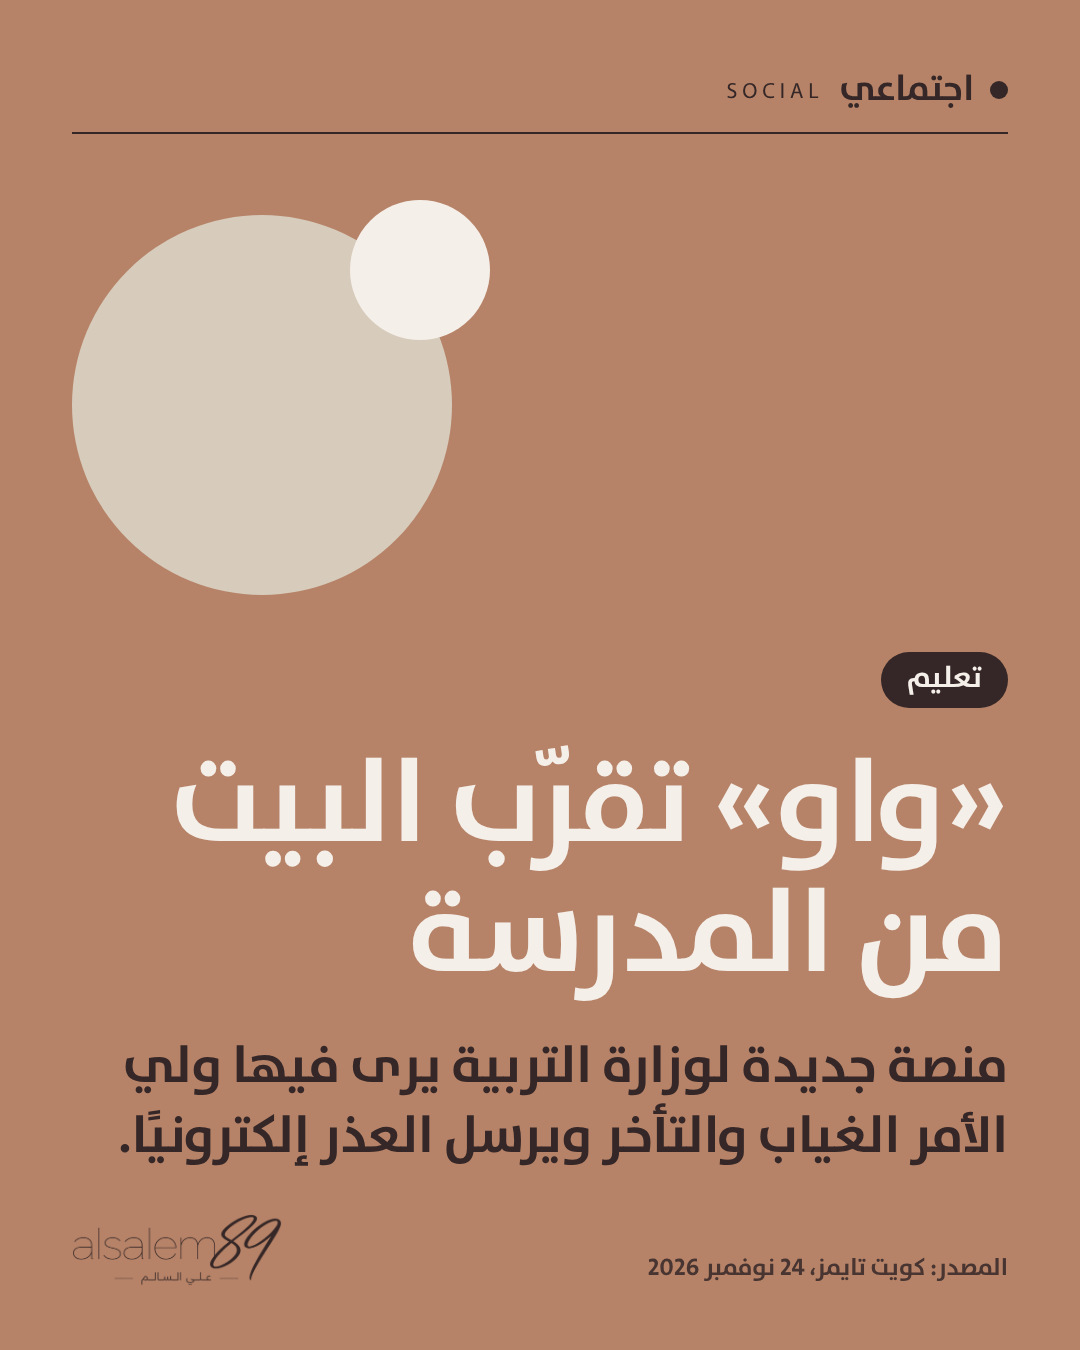 اجتماعي SOCIAL
تعليم
«واو» تقرّب البيت
من المدرسة
منصة جديدة لوزارة التربية يرى فيها ولي
الأمر الغياب والتأخر ويرسل العذر إلكترونيًا.
المصدر: كويت تايمز، 24 نوفمبر 2026
alsalem89
علي السالم